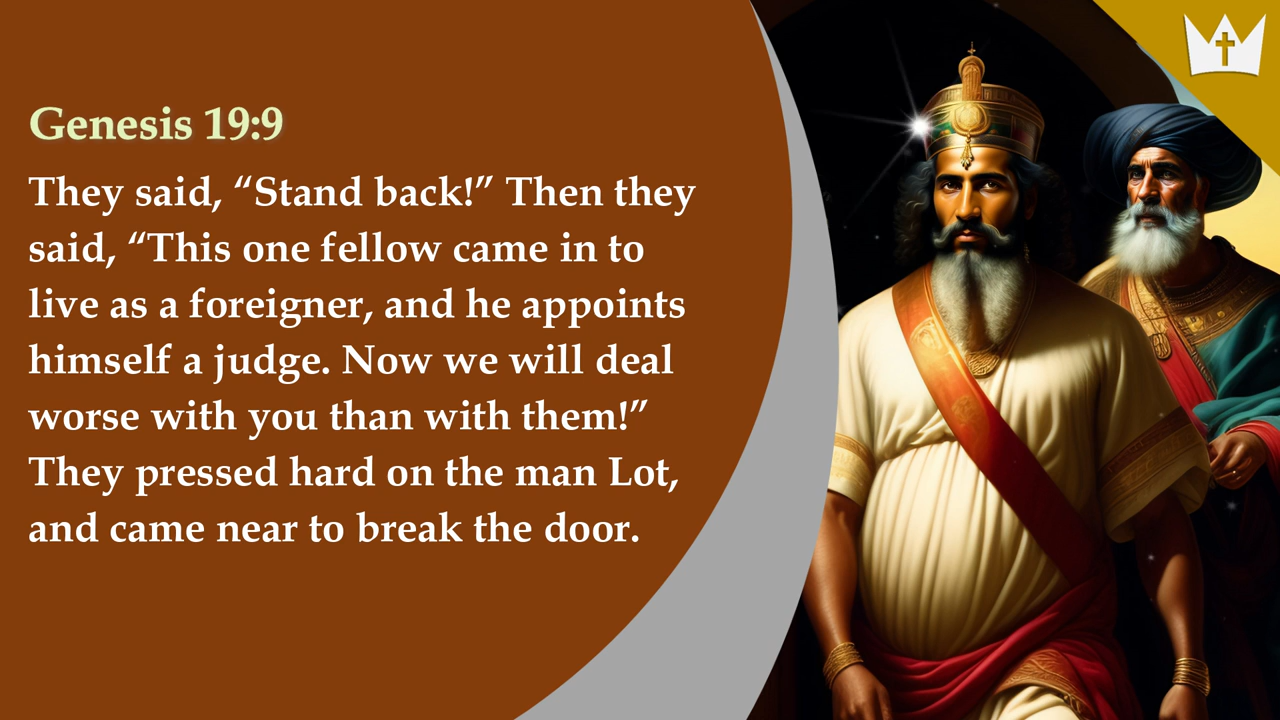 Genesis 19:9
They said, “Stand back!” Then they
said, “This one fellow came in to
live as a foreigner, and he appoints
himself a judge. Now we will deal
worse with you than with them!”
They pressed hard on the man Lot,
and came near to break the door.